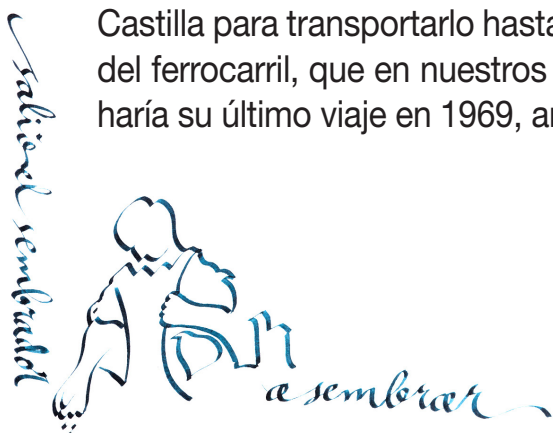 Castilla para transportarlo hasta
del ferrocarril, que en nuestros
haría su último viaje en 1969, an
salió el sembrador
a sembrar